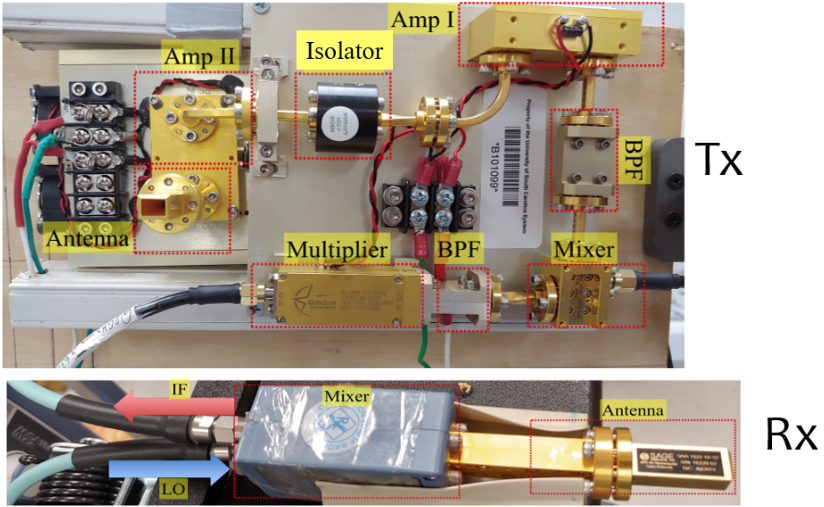 Amp I
Isolator
Amp II
Tx
BPF
Property of the University of South Carolina System
*B101099*
Antenna
Multiplier
BPF
Mixer
QuinStar
IF
Mixer
Antenna
Rx
SAGE
LO